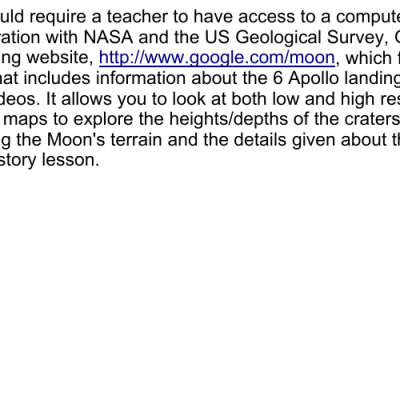 uld require a teacher to have access to a compute
ration with NASA and the US Geological Survey,
ing website, http://www.google.com/moon, which
hat includes information about the 6 Apollo landing
deos. It allows you to look at both low and high res
maps to explore the heights/depths of the craters
g the Moon's terrain and the details given about th
story lesson.